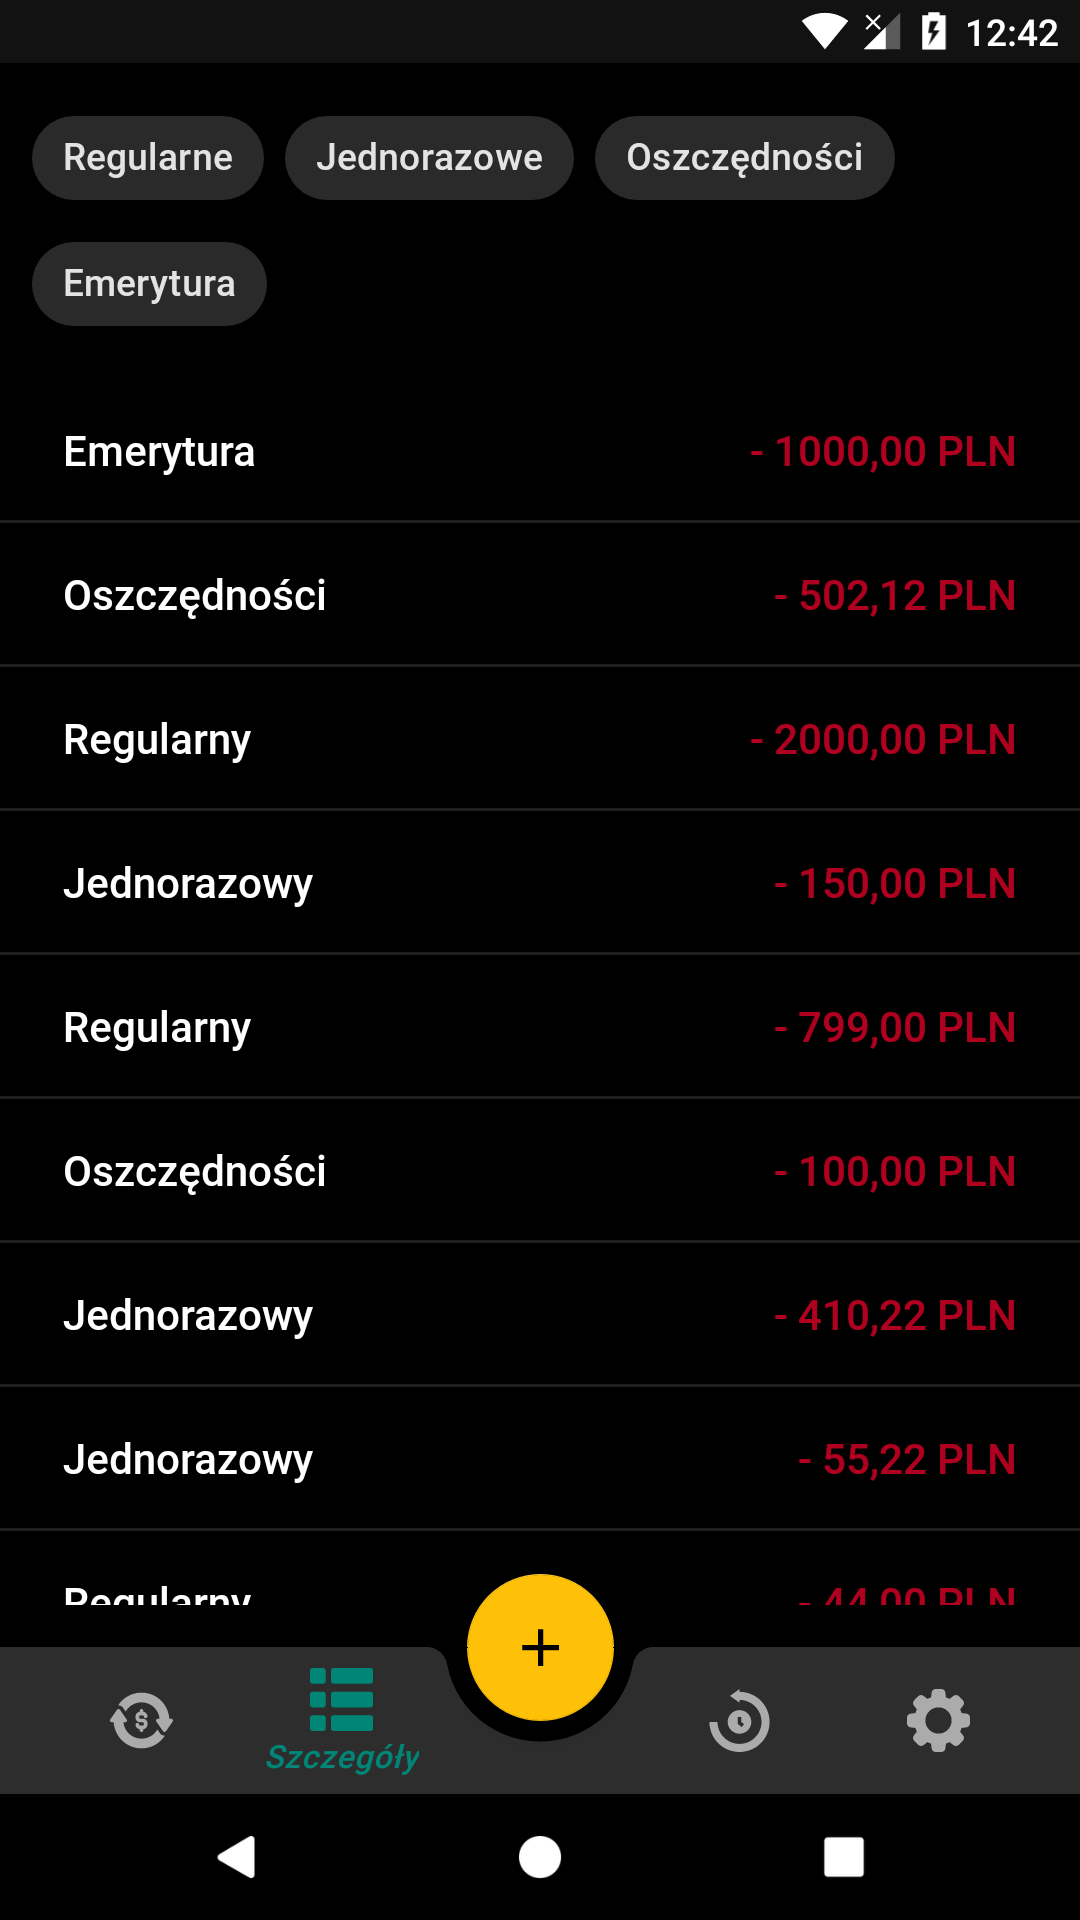 12:42
Regularne Jednorazowe Oszczędności
Emerytura
Emerytura - 1000,00 PLN
Oszczędności - 502,12 PLN
Regularny - 2000,00 PLN
Jednorazowy - 150,00 PLN
Regularny - 799,00 PLN
Oszczędności - 100,00 PLN
Jednorazowy - 410,22 PLN
Jednorazowy - 55,22 PLN
Regularny - 44,00 PLN
Szczegóły